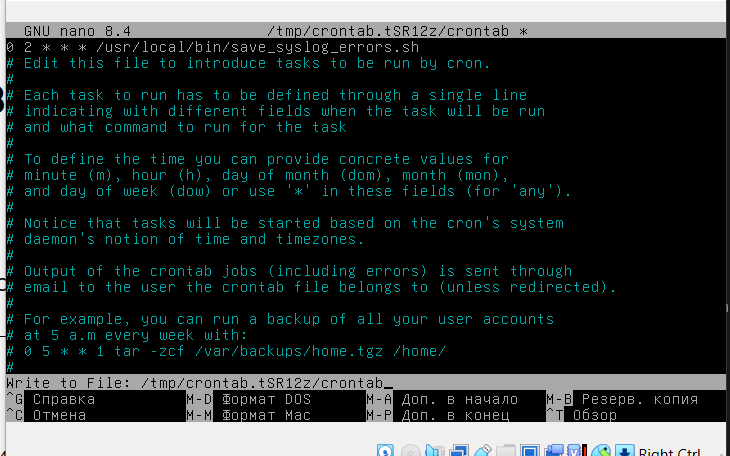 GNU nano 8.4 /tmp/crontab.tSR12z/crontab *
0 2 * * * /usr/local/bin/save_syslog_errors.sh
# Edit this file to introduce tasks to be run by cron.
#
# Each task to run has to be defined through a single line
# indicating with different fields when the task will be run
# and what command to run for the task
#
# To define the time you can provide concrete values for
# minute (m), hour (h), day of month (dom), month (mon),
# and day of week (dow) or use '*' in these fields (for 'any').
#
# Notice that tasks will be started based on the cron's system
# daemon's notion of time and timezones.
#
# Output of the crontab jobs (including errors) is sent through
# email to the user the crontab file belongs to (unless redirected).
#
# For example, you can run a backup of all your user accounts
# at 5 a.m every week with:
# 0 5 * * 1 tar -zcf /var/backups/home.tgz /home/
#
Write to File: /tmp/crontab.tSR12z/crontab
^G Справка M-D Формат DOS M-A Доп. в начало M-B Резерв. копия
^C Отмена M-M Формат Mac M-P Доп. в конец ^T Обзор
Right Ctrl